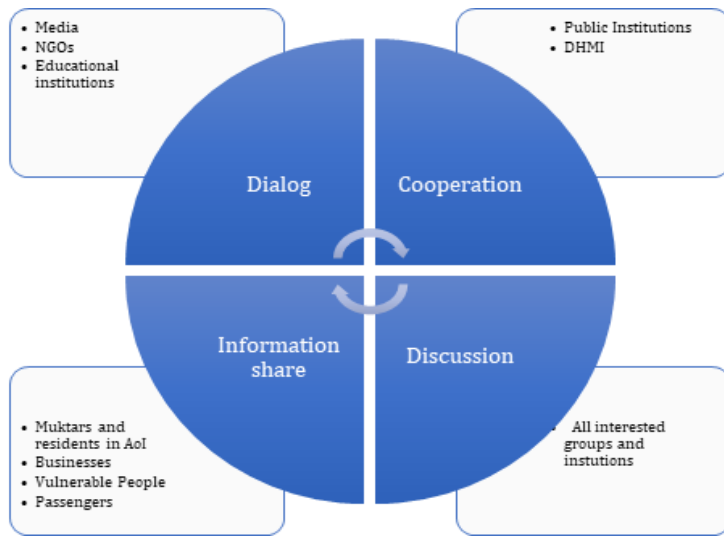 • Media
• NGOs
• Educational
institutions
• Public Institutions
• DHMI
Dialog
Cooperation
Information
share
Discussion
• Muktars and
residents in AoI
• Businesses
• Vulnerable People
• Passengers
• All interested
groups and
instutions